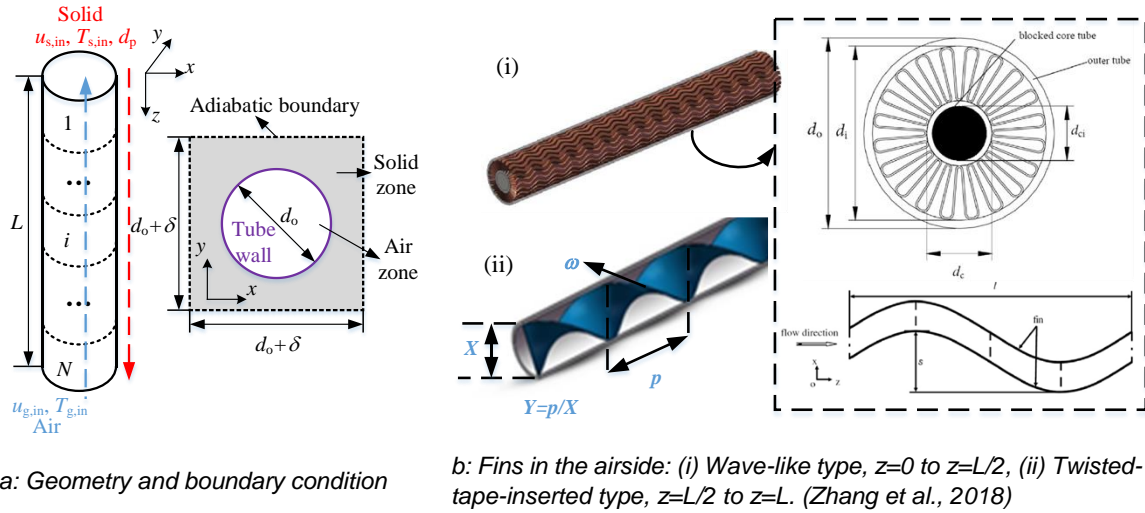 Solid
u_s,in, T_s,in, d_p
y
x
z
L
1
...
i
...
N
u_g,in, T_g,in
Air
Adiabatic boundary
Solid
zone
d_o
Tube
wall
Air
zone
y
x
d_o+δ
d_o+δ
(i)
(ii)
ω
X
p
Y=p/X
blocked core tube
outer tube
d_o
d_i
d_ci
d_c
l
flow direction
fin
s
x
o
z
a: Geometry and boundary condition
b: Fins in the airside: (i) Wave-like type, z=0 to z=L/2, (ii) Twisted-
tape-inserted type, z=L/2 to z=L. (Zhang et al., 2018)